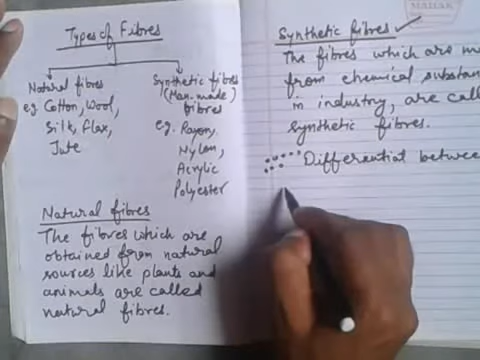 Types of Fibres
Natural fibres
eg. Cotton, Wool,
Silk, Flax,
Jute
Synthetic fibres
(Man-made)
fibres
eg. Rayon,
Nylon,
Acrylic
Polyester
Natural fibres
The fibres which are
obtained from natural
sources like plants and
animals are called
natural fibres.
Synthetic fibres
The fibres which are
from chemical
in industry, are
synthetic fibres.
Differential